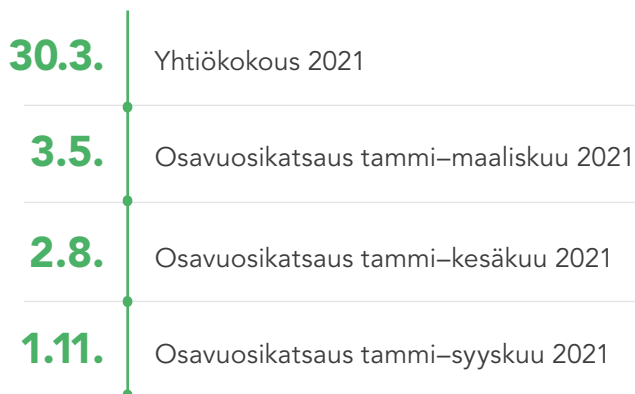 30.3. Yhtiökokous 2021
3.5. Osavuosikatsaus tammi–maaliskuu 2021
2.8. Osavuosikatsaus tammi–kesäkuu 2021
1.11. Osavuosikatsaus tammi–syyskuu 2021